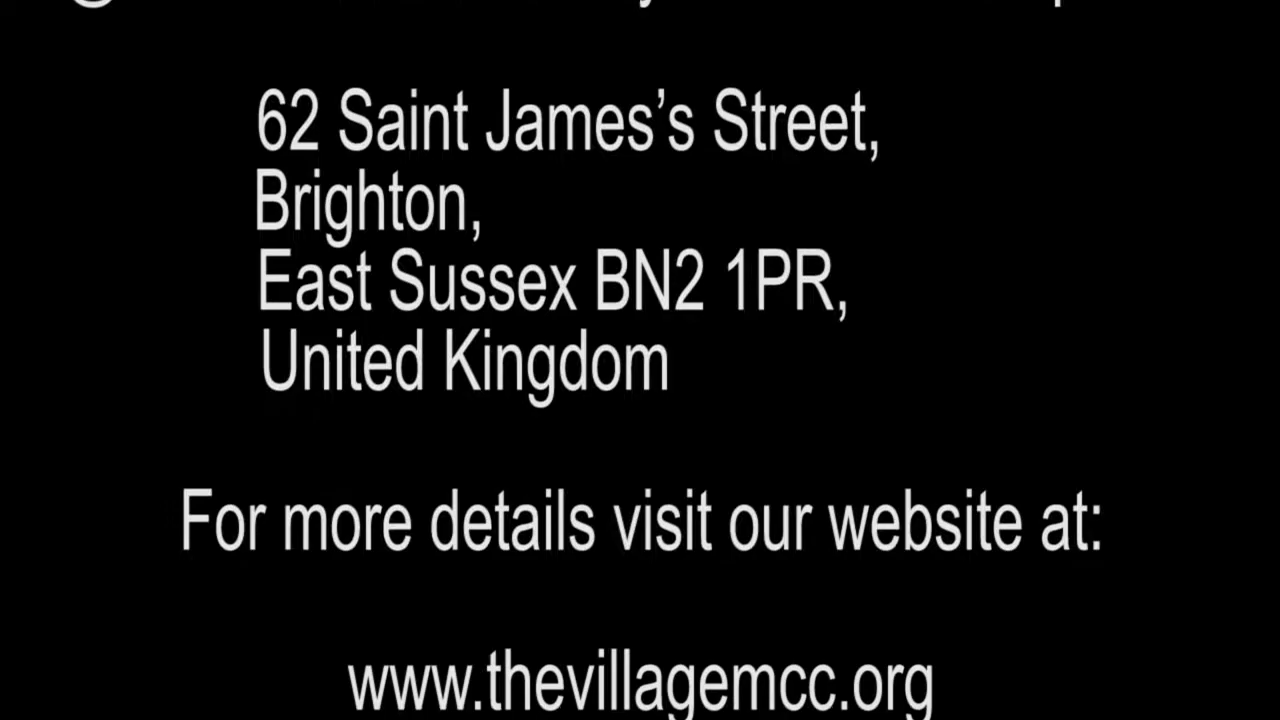 62 Saint James’s Street,
Brighton,
East Sussex BN2 1PR,
United Kingdom
For more details visit our website at:
www.thevillagemcc.org